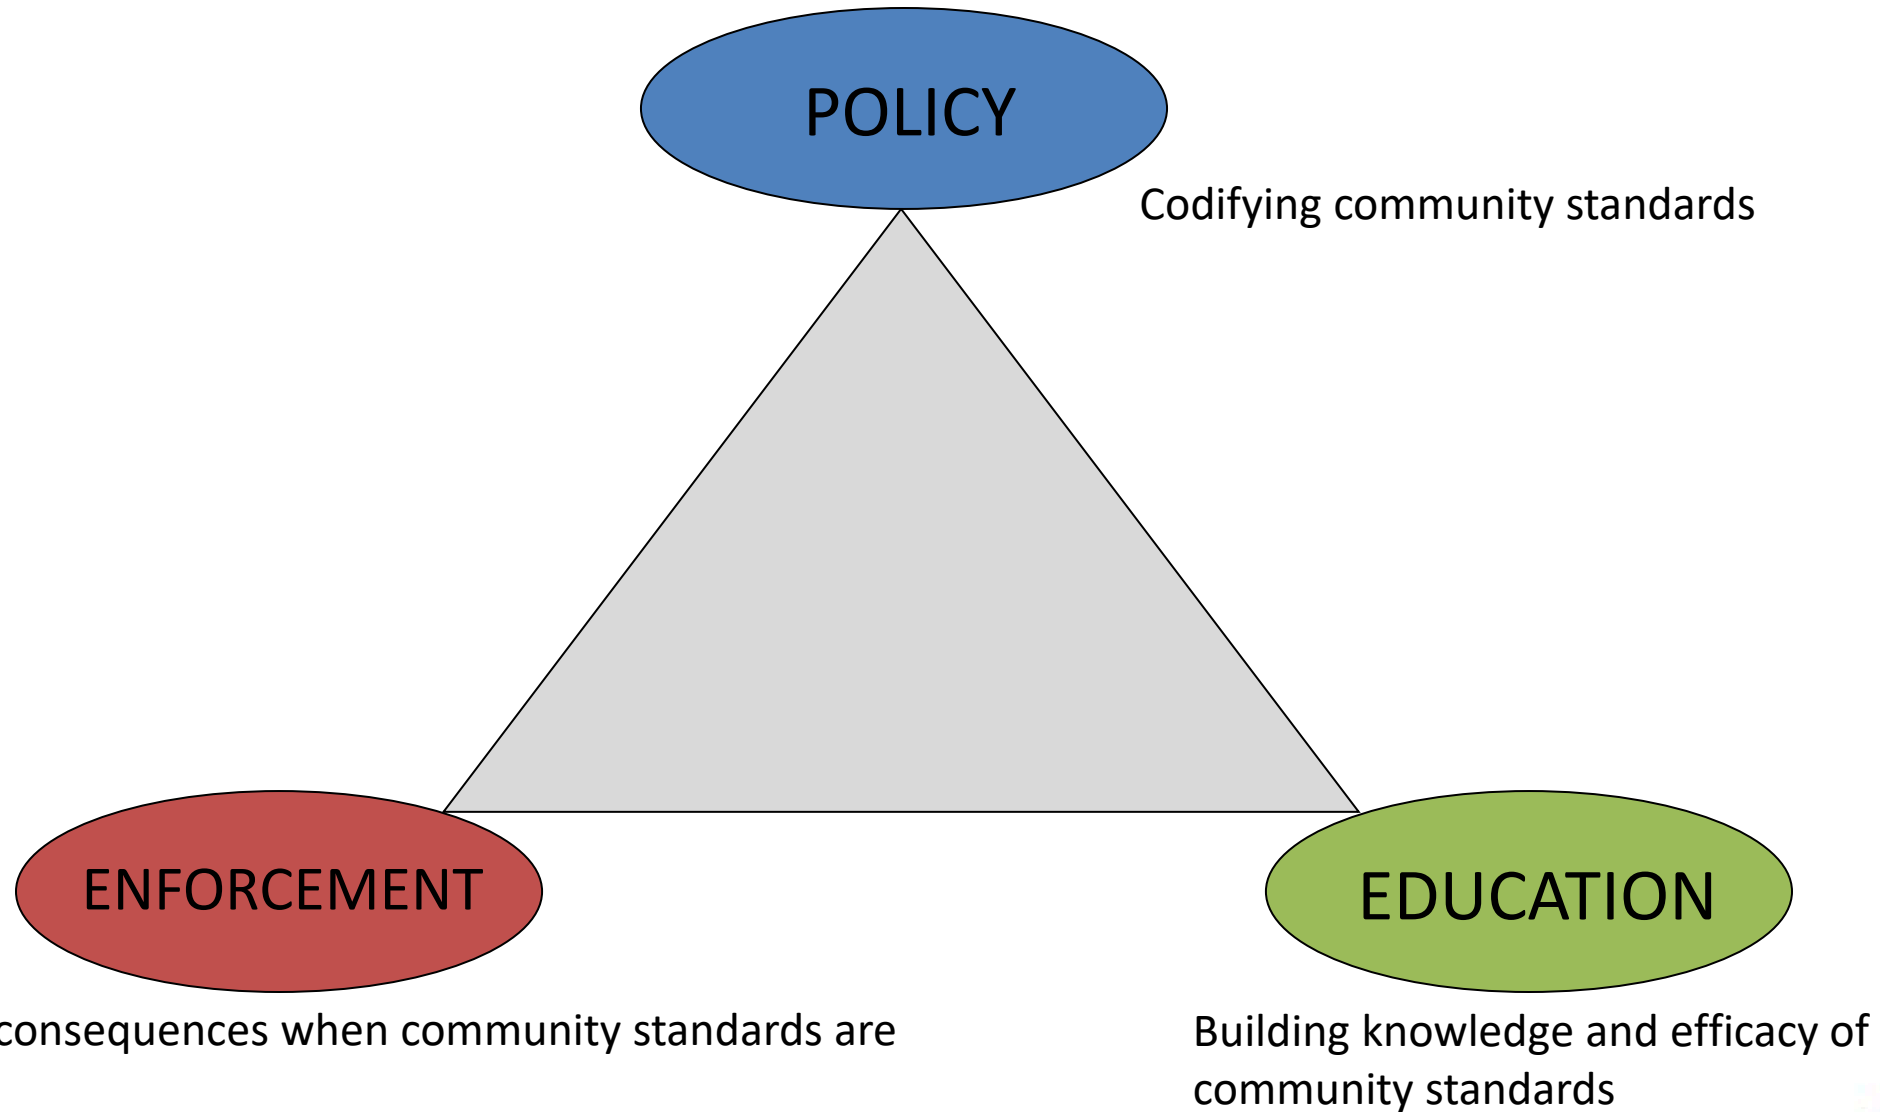 POLICY
Codifying community standards
ENFORCEMENT
EDUCATION
consequences when community standards are
Building knowledge and efficacy of
community standards